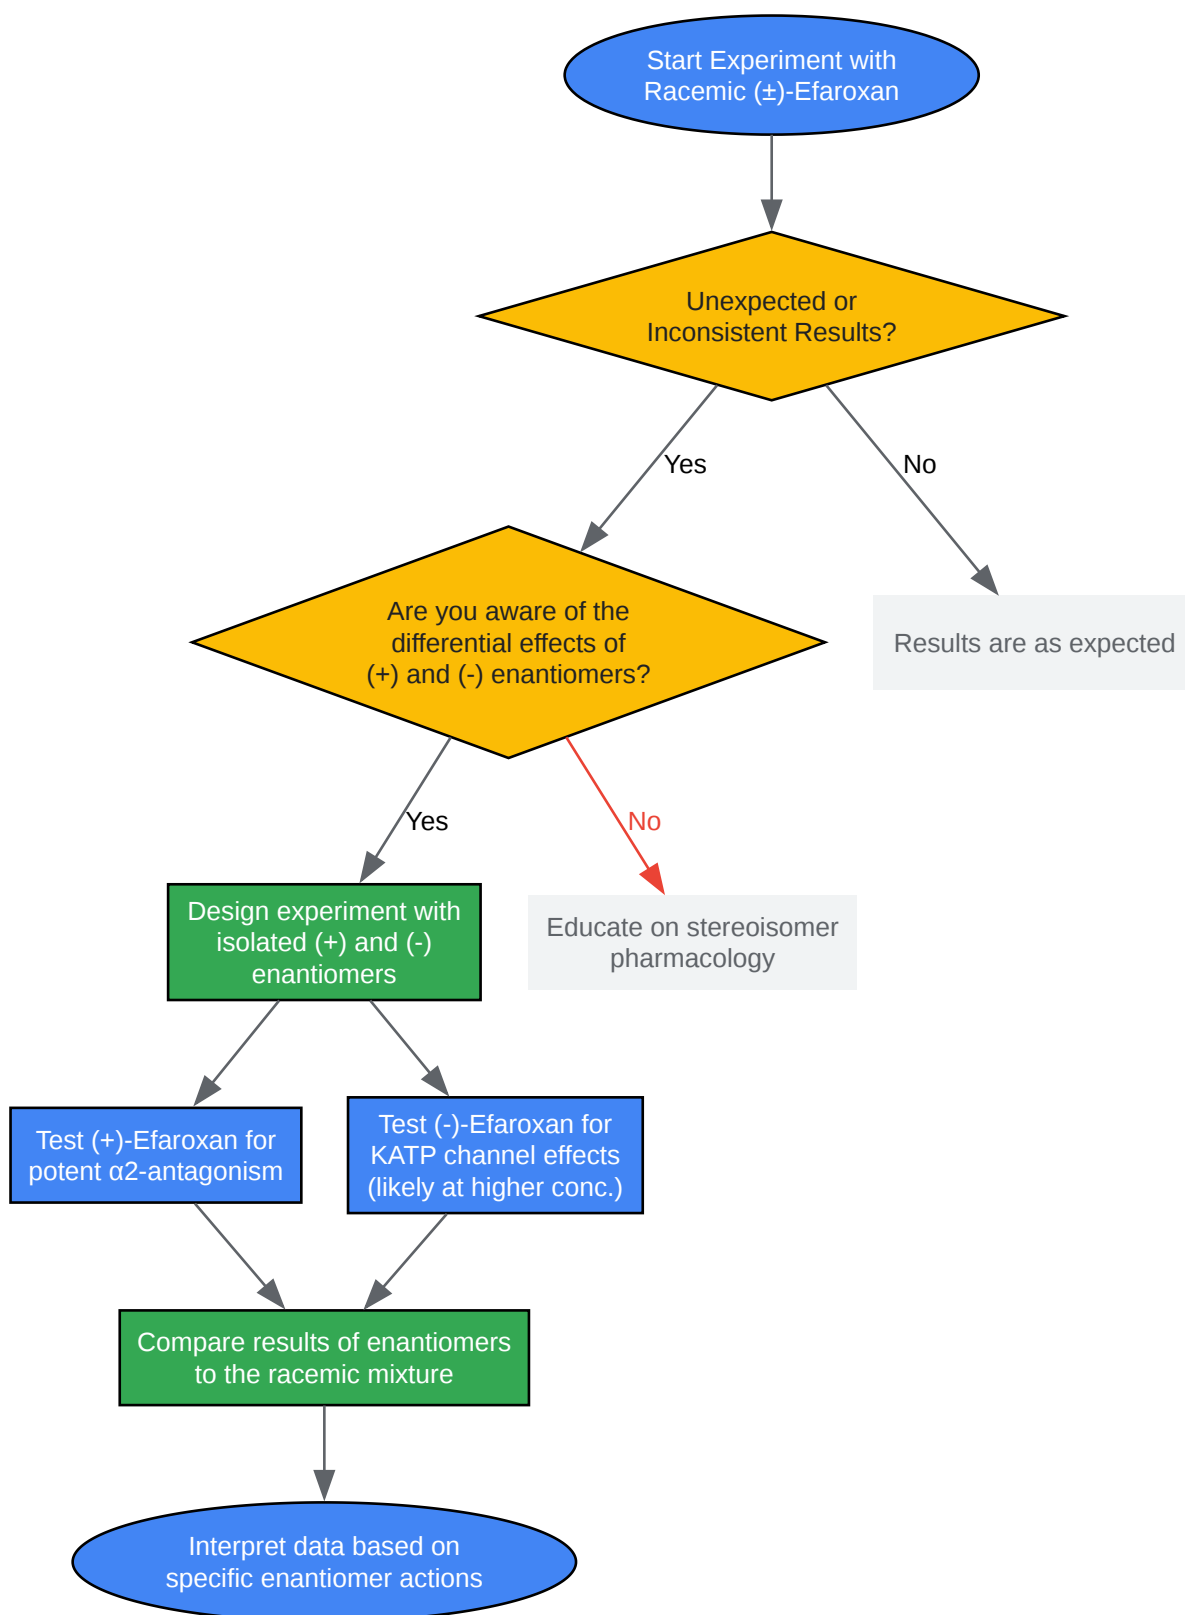 Start Experiment with
Racemic (±)-Efaroxan
Unexpected or
Inconsistent Results?
Yes
No
Are you aware of the
differential effects of
(+) and (-) enantiomers?
Results are as expected
Yes
No
Design experiment with
isolated (+) and (-)
enantiomers
Educate on stereoisomer
pharmacology
Test (+)-Efaroxan for
potent α2-antagonism
Test (-)-Efaroxan for
KATP channel effects
(likely at higher conc.)
Compare results of enantiomers
to the racemic mixture
Interpret data based on
specific enantiomer actions